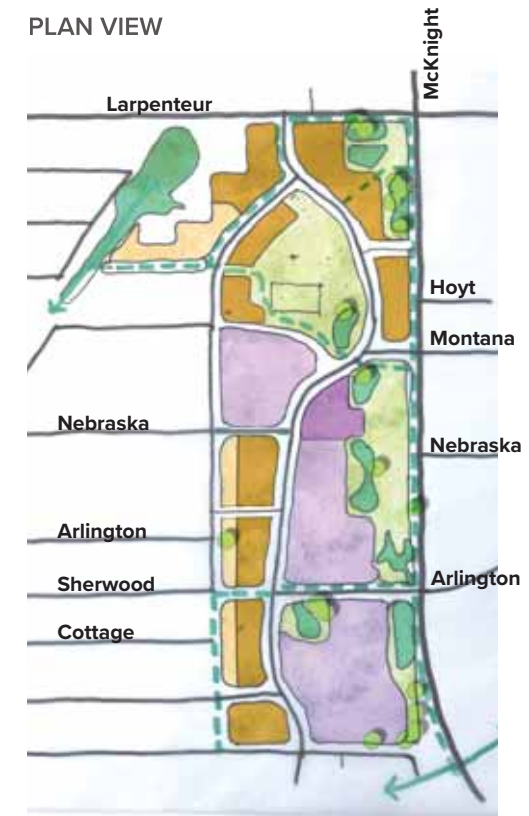 PLAN VIEW
McKnight
Larpenteur
Hoyt
Montana
Nebraska
Nebraska
Arlington
Arlington
Sherwood
Cottage